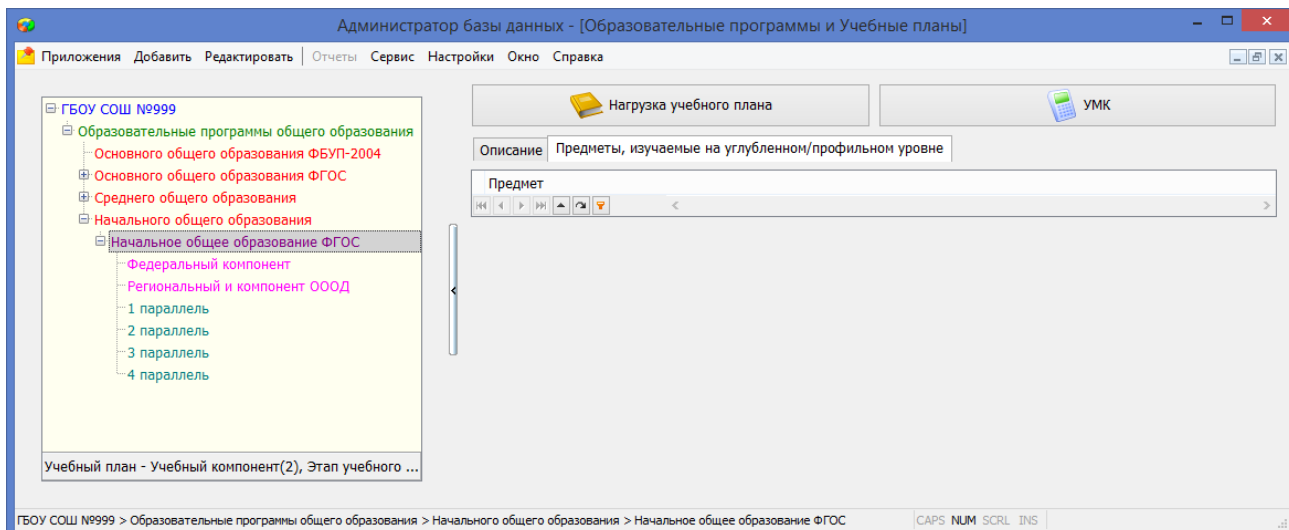 Администратор базы данных - [Образовательные программы и Учебные планы]
Приложения Добавить Редактировать Отчеты Сервис Настройки Окно Справка
ГБОУ СОШ №999
Образовательные программы общего образования
Основного общего образования ФБУП-2004
Основного общего образования ФГОС
Среднего общего образования
Начального общего образования
Начальное общее образование ФГОС
Федеральный компонент
Региональный и компонент ОООД
1 параллель
2 параллель
3 параллель
4 параллель
Учебный план - Учебный компонент(2), Этап учебного ...
Нагрузка учебного плана
УМК
Описание Предметы, изучаемые на углубленном/профильном уровне
Предмет
ГБОУ СОШ №999 > Образовательные программы общего образования > Начального общего образования > Начальное общее образование ФГОС CAPS NUM SCRL INS